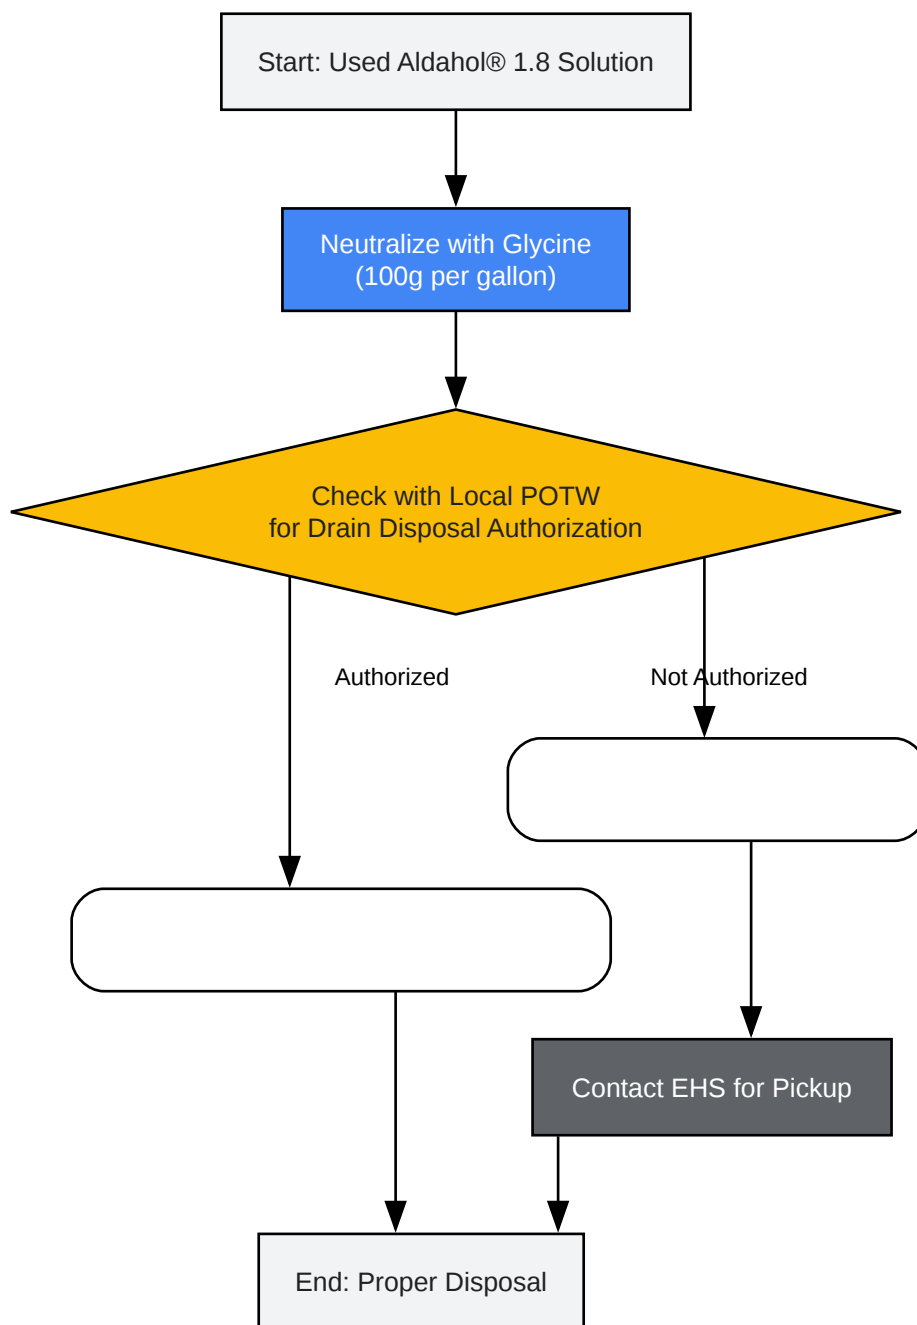 Start: Used Aldahol® 1.8 Solution
Neutralize with Glycine
(100g per gallon)
Check with Local POTW
for Drain Disposal Authorization
Authorized
Not Authorized
Contact EHS for Pickup
End: Proper Disposal